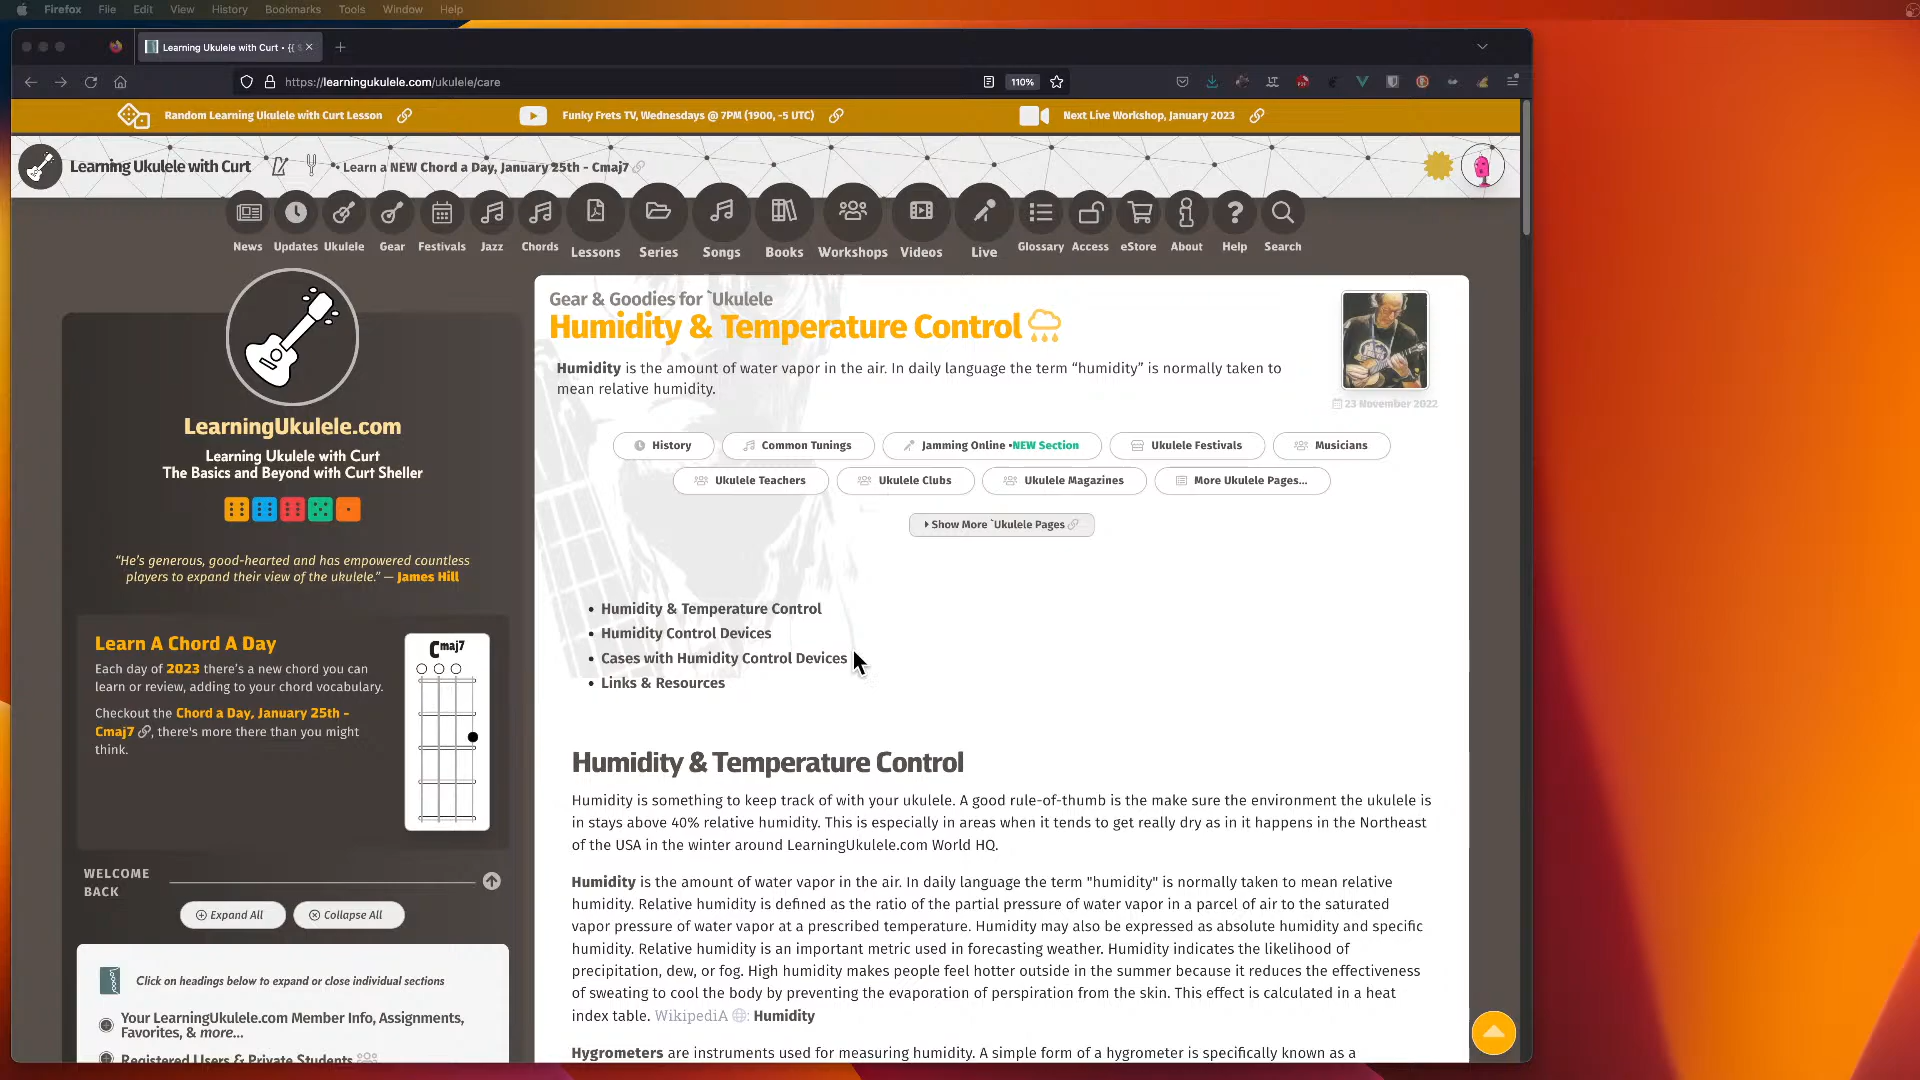 Firefox File Edit View History Bookmarks Tools Window Help
Learning Ukulele with Curt • {{
https://learningukulele.com/ukulele/care
110%
Random Learning Ukulele with Curt Lesson
Funky Frets TV, Wednesdays @ 7PM (1900, -5 UTC)
Next Live Workshop, January 2023
Learning Ukulele with Curt
• Learn a NEW Chord a Day, January 25th - Cmaj7
News Updates Ukulele Gear Festivals Jazz Chords Lessons Series Songs Books Workshops Videos Live Glossary Access eStore About Help Search
LearningUkulele.com
Learning Ukulele with Curt
The Basics and Beyond with Curt Sheller
“He's generous, good-hearted and has empowered countless
players to expand their view of the ukulele.” — James Hill
Learn A Chord A Day
Each day of 2023 there's a new chord you can
learn or review, adding to your chord vocabulary.
Checkout the Chord a Day, January 25th -
Cmaj7, there's more there than you might
think.
Cmaj7
WELCOME
BACK
Expand All
Collapse All
Click on headings below to expand or close individual sections
Your LearningUkulele.com Member Info, Assignments,
Favorites, & more...
Registered Users & Private Students
Gear & Goodies for `Ukulele
Humidity & Temperature Control
Humidity is the amount of water vapor in the air. In daily language the term “humidity” is normally taken to
mean relative humidity.
23 November 2022
History
Common Tunings
Jamming Online •NEW Section
Ukulele Festivals
Musicians
Ukulele Teachers
Ukulele Clubs
Ukulele Magazines
More Ukulele Pages...
Show More `Ukulele Pages
• Humidity & Temperature Control
• Humidity Control Devices
• Cases with Humidity Control Devices
• Links & Resources
Humidity & Temperature Control
Humidity is something to keep track of with your ukulele. A good rule-of-thumb is the make sure the environment the ukulele is
in stays above 40% relative humidity. This is especially in areas when it tends to get really dry as in it happens in the Northeast
of the USA in the winter around LearningUkulele.com World HQ.
Humidity is the amount of water vapor in the air. In daily language the term "humidity" is normally taken to mean relative
humidity. Relative humidity is defined as the ratio of the partial pressure of water vapor in a parcel of air to the saturated
vapor pressure of water vapor at a prescribed temperature. Humidity may also be expressed as absolute humidity and specific
humidity. Relative humidity is an important metric used in forecasting weather. Humidity indicates the likelihood of
precipitation, dew, or fog. High humidity makes people feel hotter outside in the summer because it reduces the effectiveness
of sweating to cool the body by preventing the evaporation of perspiration from the skin. This effect is calculated in a heat
index table. WikipediA : Humidity
Hygrometers are instruments used for measuring humidity. A simple form of a hygrometer is specifically known as a